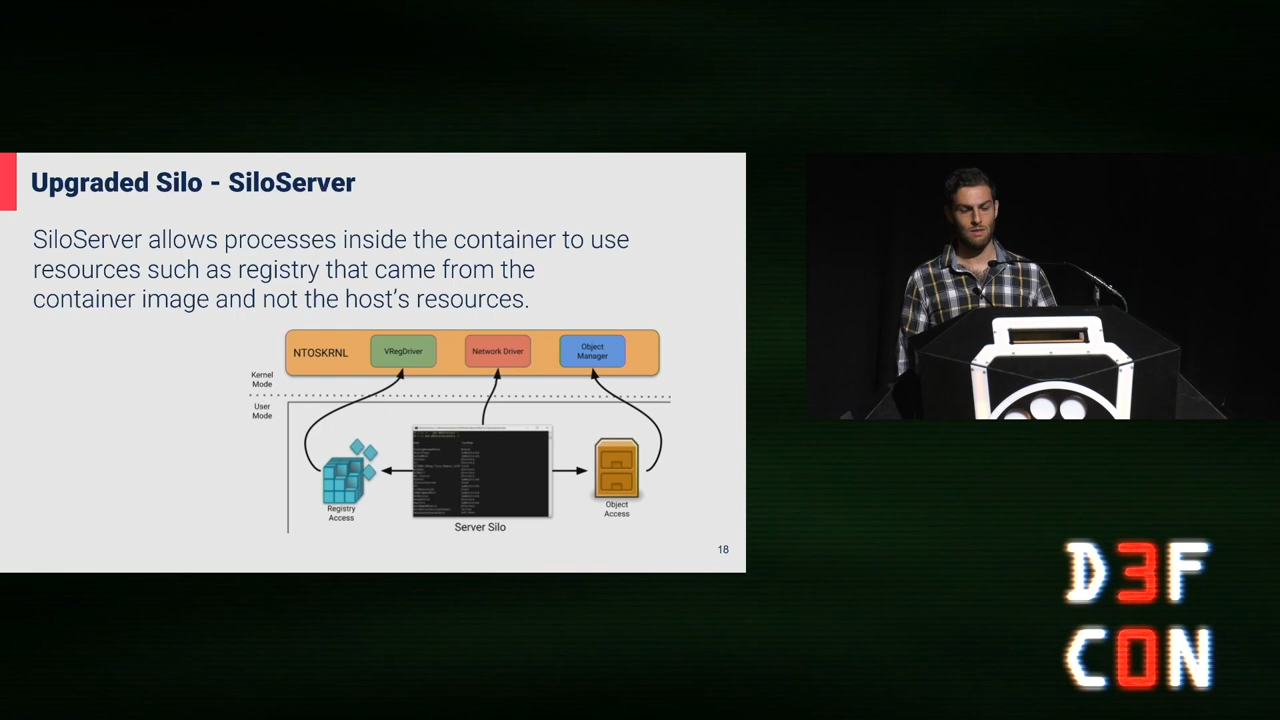 Upgraded Silo - SiloServer
SiloServer allows processes inside the container to use
resources such as registry that came from the
container image and not the host's resources.
NTOSKRNL
VRegDriver
Network Driver
Object
Manager
Kernel
Mode
User
Mode
Registry
Access
Server Silo
Object
Access
18
D3F
C0N